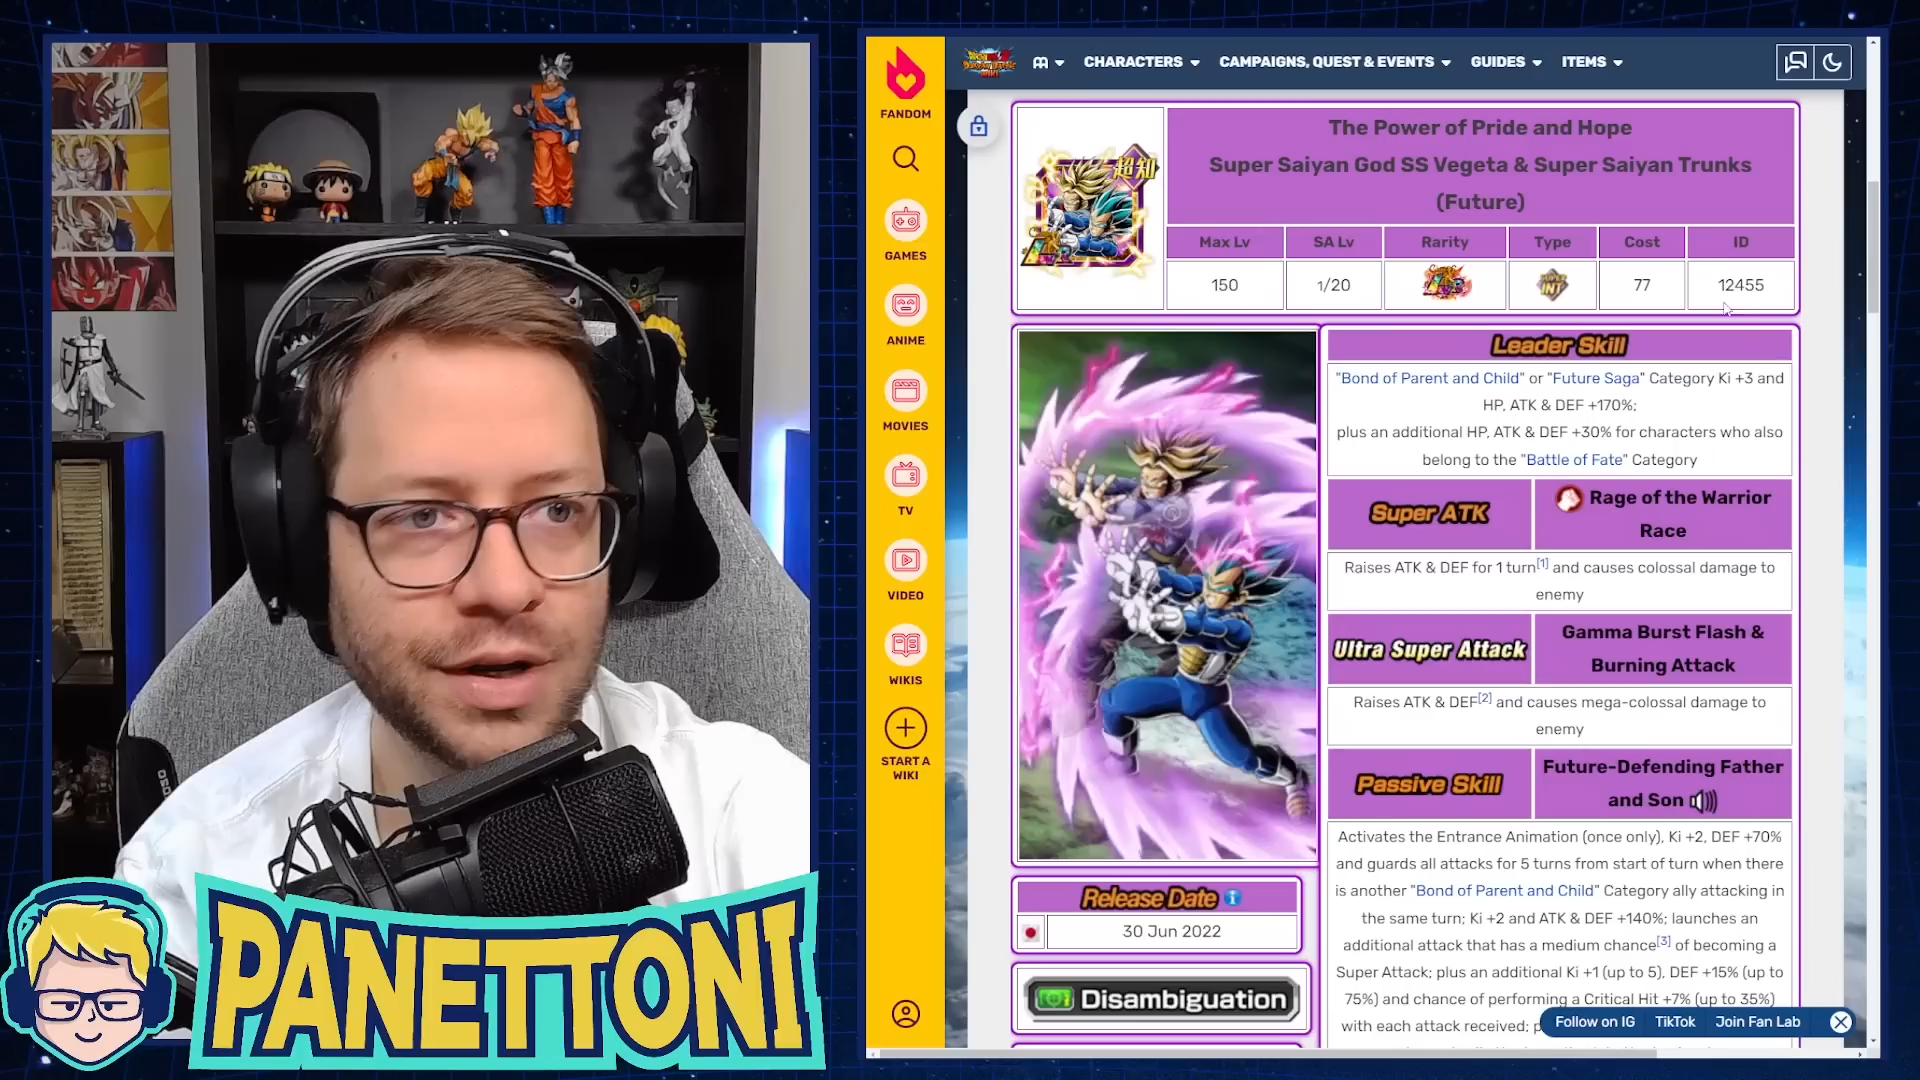 FANDOM
GAMES
ANIME
MOVIES
TV
VIDEO
WIKIS
START A
WIKI
CHARACTERS
CAMPAIGNS, QUEST & EVENTS
GUIDES
ITEMS
超知
The Power of Pride and Hope
Super Saiyan God SS Vegeta & Super Saiyan Trunks
(Future)
Max Lv SA Lv Rarity Type Cost ID
150 1/20 SUPER INT 77 12455
Leader Skill
"Bond of Parent and Child" or "Future Saga" Category Ki +3 and
HP, ATK & DEF +170%;
plus an additional HP, ATK & DEF +30% for characters who also
belong to the "Battle of Fate" Category
Super ATK
Rage of the Warrior
Race
Raises ATK & DEF for 1 turn[1] and causes colossal damage to
enemy
Ultra Super Attack
Gamma Burst Flash &
Burning Attack
Raises ATK & DEF[2] and causes mega-colossal damage to
enemy
Passive Skill
Future-Defending Father
and Son
Activates the Entrance Animation (once only), Ki +2, DEF +70%
and guards all attacks for 5 turns from start of turn when there
is another "Bond of Parent and Child" Category ally attacking in
the same turn; Ki +2 and ATK & DEF +140%; launches an
additional attack that has a medium chance[3] of becoming a
Super Attack; plus an additional Ki +1 (up to 5), DEF +15% (up to
75%) and chance of performing a Critical Hit +7% (up to 35%)
with each attack received;
Release Date
30 Jun 2022
Disambiguation
Follow on IG TikTok Join Fan Lab
PANETTONI